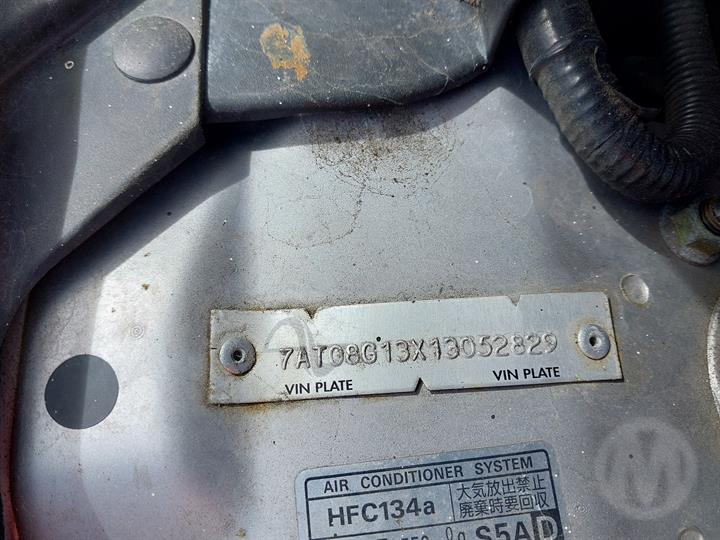 7AT08G13X13052829
VIN PLATE VIN PLATE
AIR CONDITIONER SYSTEM
HFC134a 大気放出禁止
廃棄時要回収
S5AD
M